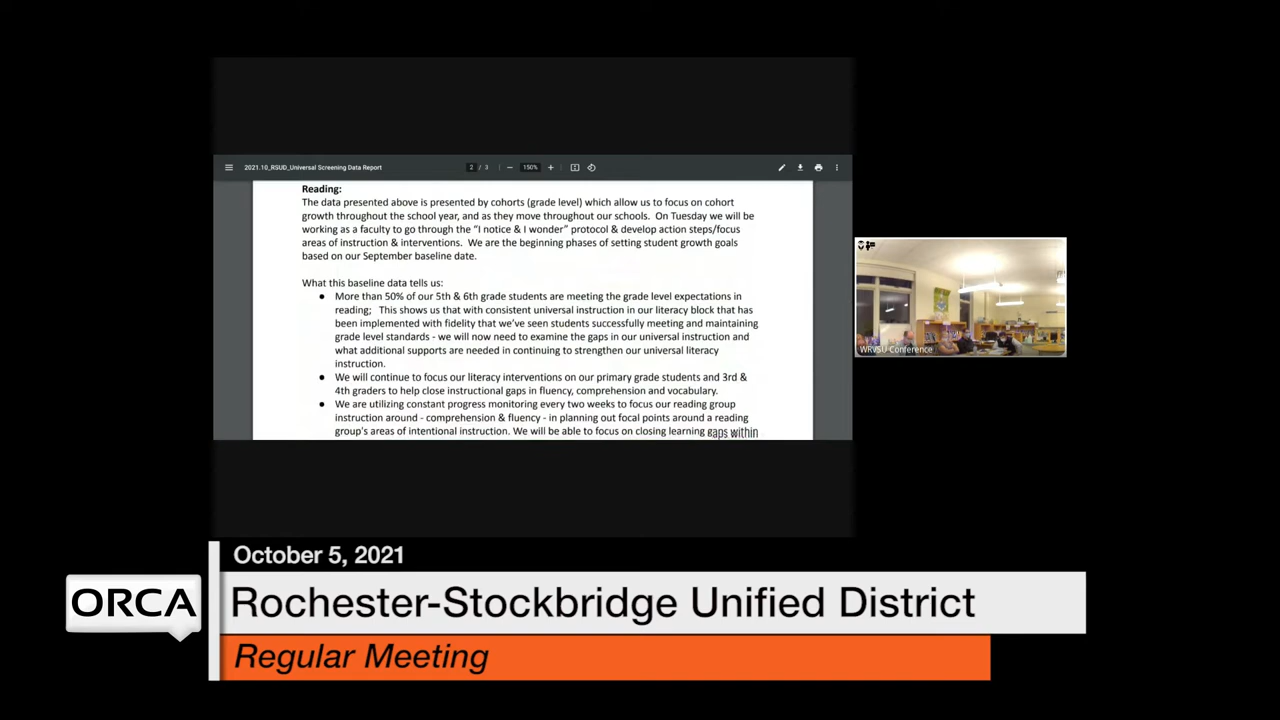 2021.10_RSUD_Universal Screening Data Report
2 / 3
150%
Reading:
The data presented above is presented by cohorts (grade level) which allow us to focus on cohort
growth throughout the school year, and as they move throughout our schools. On Tuesday we will be
working as a faculty to go through the “I notice & I wonder” protocol & develop action steps/focus
areas of instruction & interventions. We are the beginning phases of setting student growth goals
based on our September baseline date.
What this baseline data tells us:
● More than 50% of our 5th & 6th grade students are meeting the grade level expectations in
reading; This shows us that with consistent universal instruction in our literacy block that has
been implemented with fidelity that we’ve seen students successfully meeting and maintaining
grade level standards - we will now need to examine the gaps in our universal instruction and
what additional supports are needed in continuing to strengthen our universal literacy
instruction.
● We will continue to focus our literacy interventions on our primary grade students and 3rd &
4th graders to help close instructional gaps in fluency, comprehension and vocabulary.
● We are utilizing constant progress monitoring every two weeks to focus our reading group
instruction around - comprehension & fluency - in planning out focal points around a reading
group's areas of intentional instruction. We will be able to focus on closing learning gaps within
WRVSU Conference
October 5, 2021
ORCA
Rochester-Stockbridge Unified District
Regular Meeting